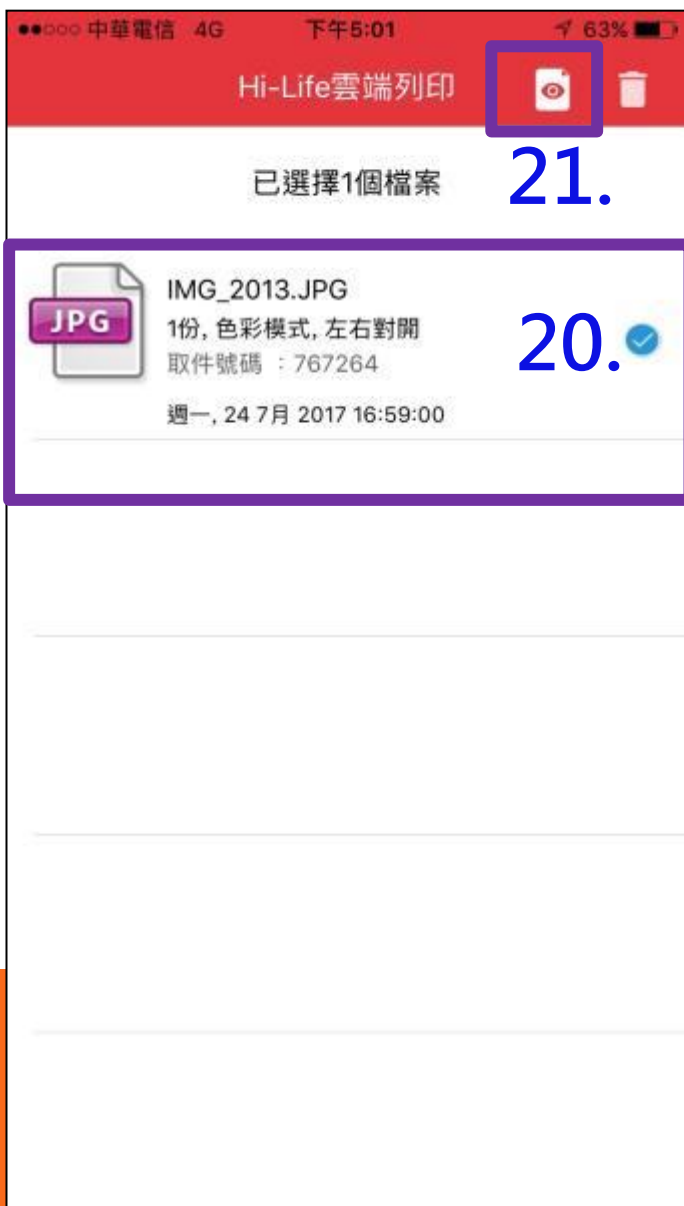 中華電信 4G 下午5:01 63%
Hi-Life雲端列印
21.
已選擇1個檔案
JPG
IMG_2013.JPG
1份, 色彩模式, 左右對開
20.
取件號碼 : 767264
週一, 24 7月 2017 16:59:00